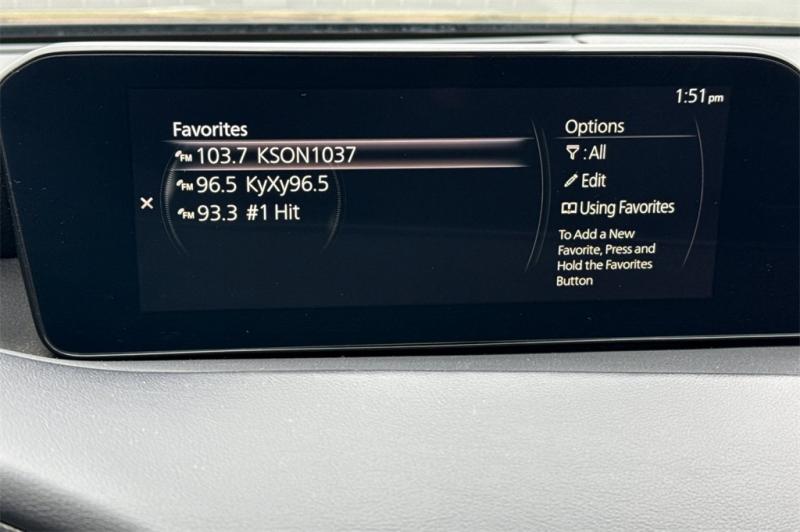 1:51pm
Favorites
FM 103.7 KSON1037
FM 96.5 KyXy96.5
FM 93.3 #1 Hit
Options
: All
Edit
Using Favorites
To Add a New
Favorite, Press and
Hold the Favorites
Button